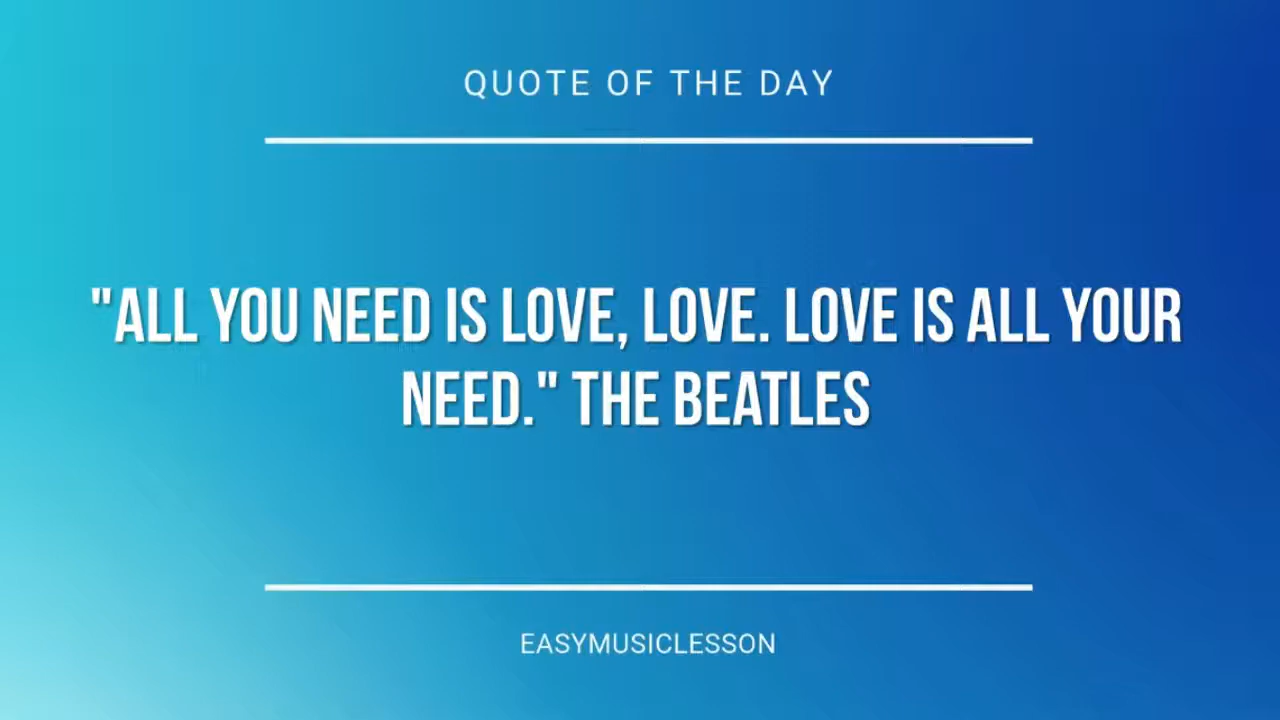 QUOTE OF THE DAY
"ALL YOU NEED IS LOVE, LOVE. LOVE IS ALL YOUR
NEED." THE BEATLES
EASYMUSICLESSON